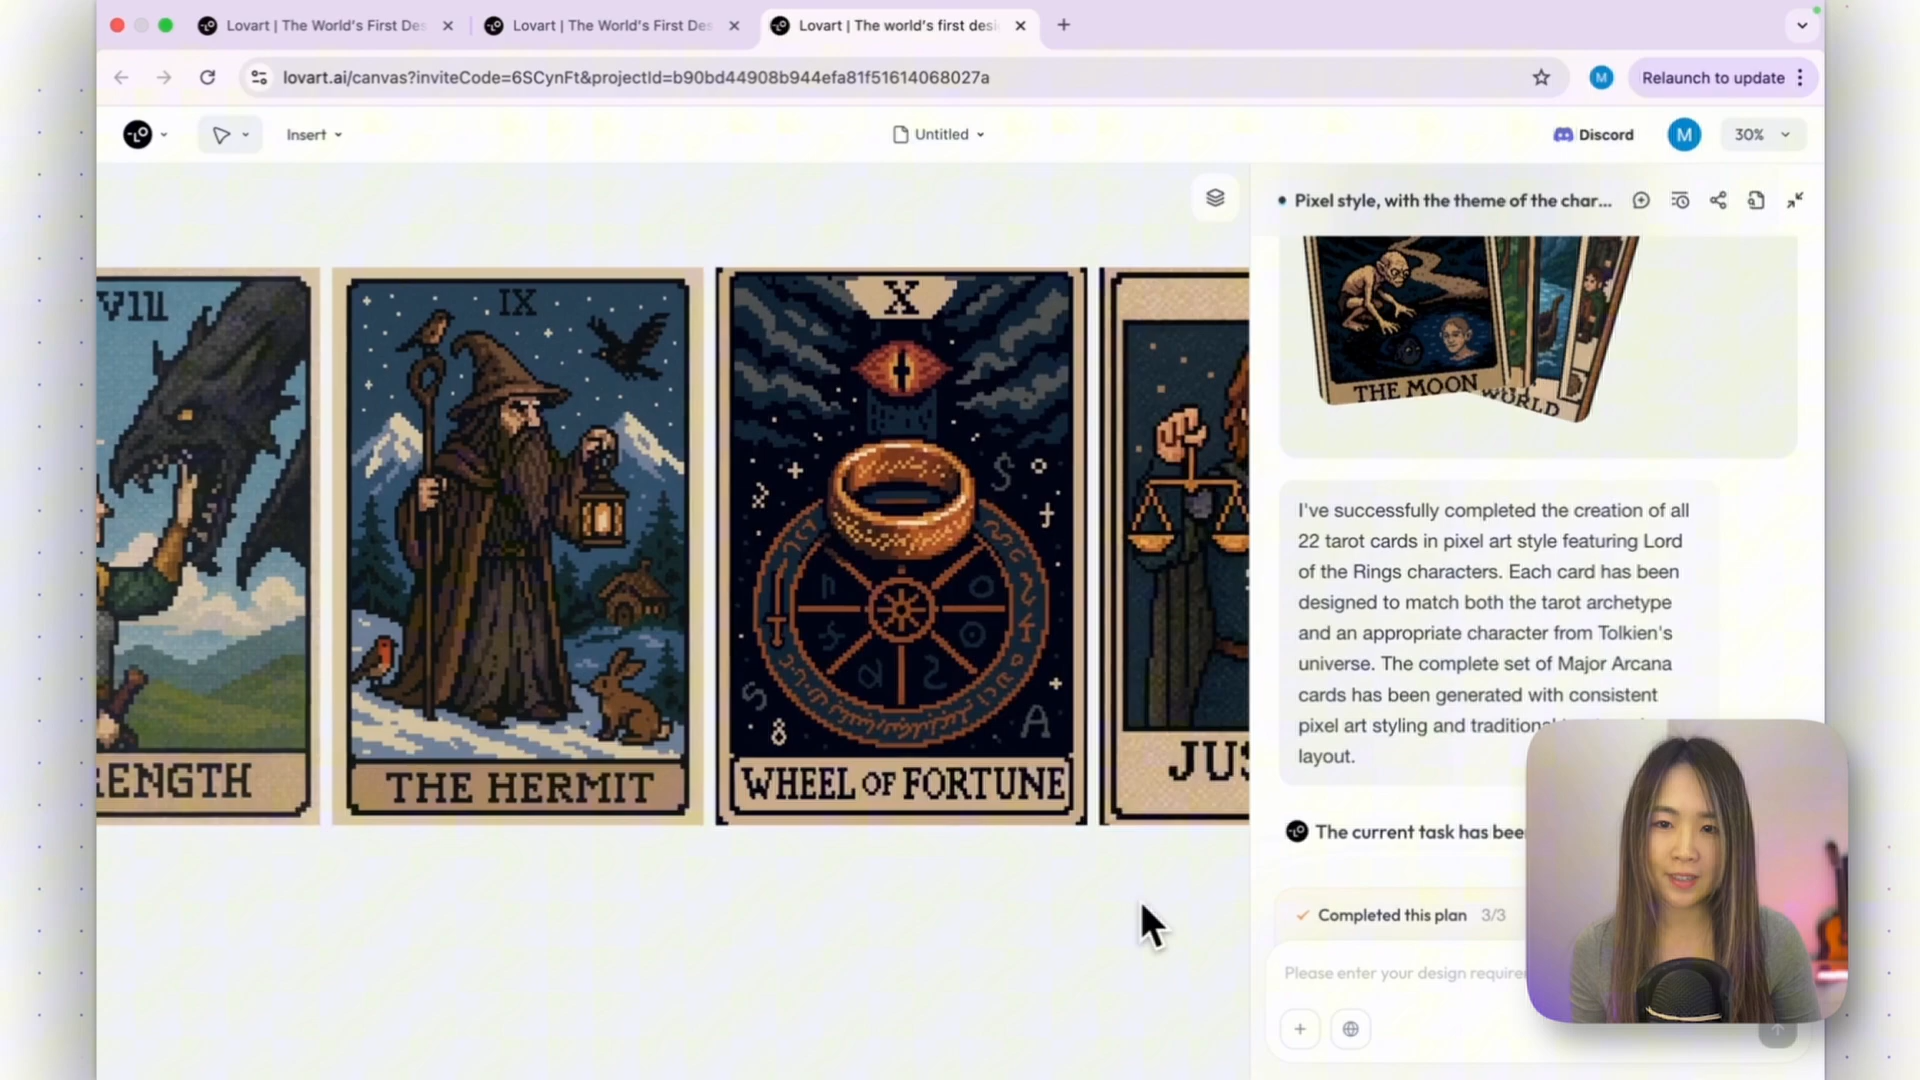 Lovart | The World's First Des
Lovart | The World's First Des
Lovart | The world's first desi
lovart.ai/canvas?inviteCode=6SCynFt&projectId=b90bd44908b944efa81f51614068027a
M
Relaunch to update
Insert
Untitled
Discord
M
30%
Pixel style, with the theme of the char...
THE MOON
WORLD
VIII
RENGTH
IX
THE HERMIT
X
WHEEL OF FORTUNE
JUS
I've successfully completed the creation of all
22 tarot cards in pixel art style featuring Lord
of the Rings characters. Each card has been
designed to match both the tarot archetype
and an appropriate character from Tolkien's
universe. The complete set of Major Arcana
cards has been generated with consistent
pixel art styling and traditional
layout.
The current task has bee
Completed this plan 3/3
Please enter your design require